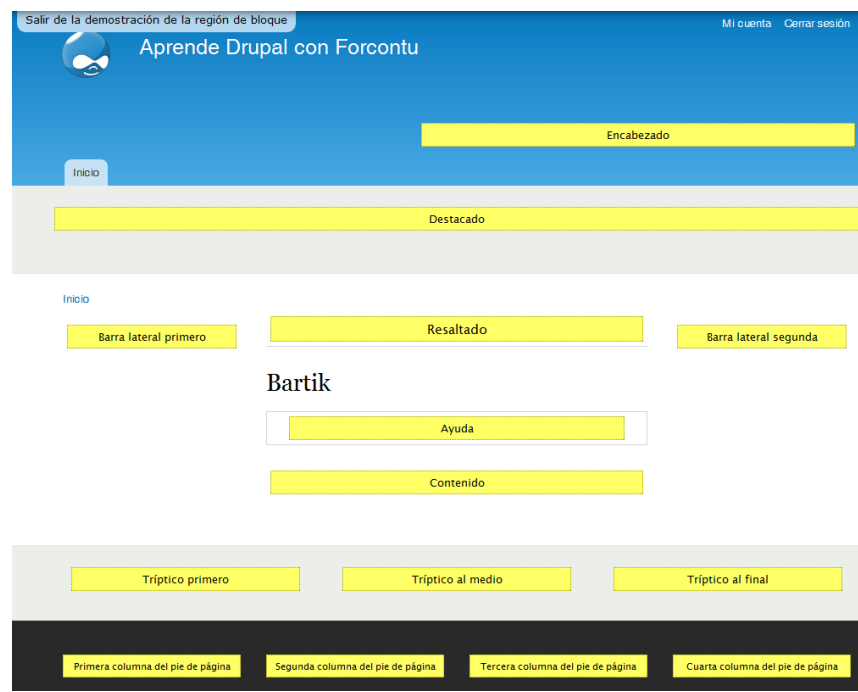 Salir de la demostración de la región de bloque
Mi cuenta Cerrar sesión
Aprende Drupal con Forcontu
Encabezado
Inicio
Destacado
Inicio
Barra lateral primero
Resaltado
Barra lateral segunda
Bartik
Ayuda
Contenido
Tríptico primero
Tríptico al medio
Tríptico al final
Primera columna del pie de página
Segunda columna del pie de página
Tercera columna del pie de página
Cuarta columna del pie de página